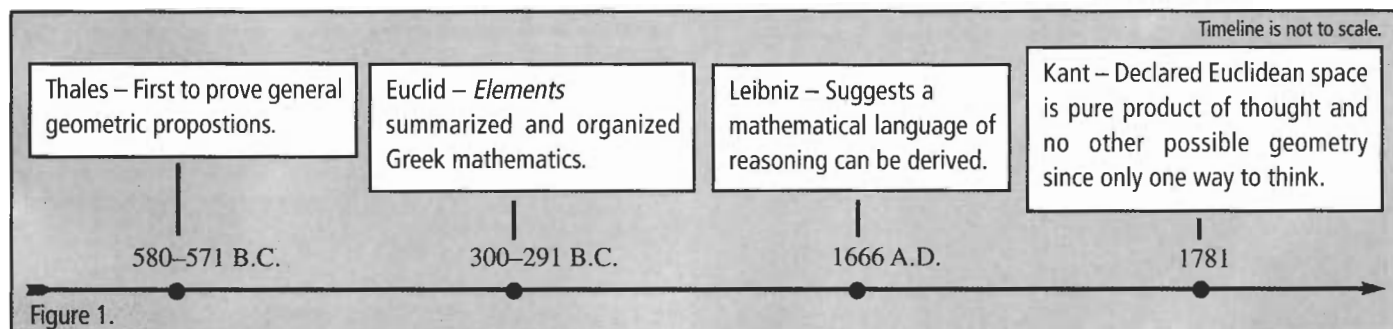 Timeline is not to scale.
Thales – First to prove general
geometric propostions.
Euclid – Elements
summarized and organized
Greek mathematics.
Leibniz – Suggests a
mathematical language of
reasoning can be derived.
Kant – Declared Euclidean space
is pure product of thought and
no other possible geometry
since only one way to think.
580–571 B.C.
300–291 B.C.
1666 A.D.
1781
Figure 1.